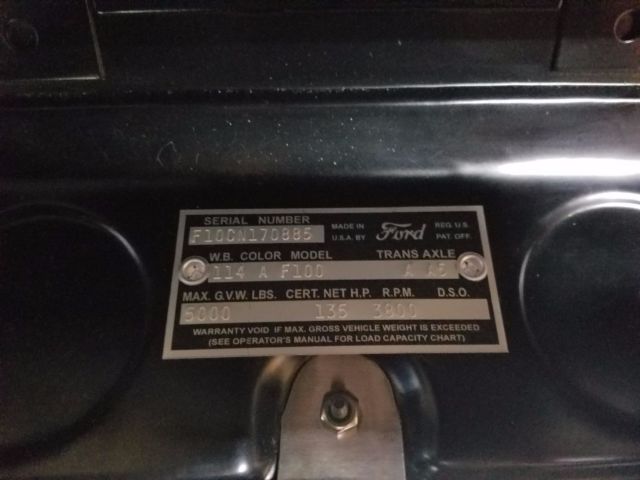 SERIAL NUMBER
F10CN170885 MADE IN U.S.A. BY Ford REG. U.S. PAT. OFF.
W.B. COLOR MODEL TRANS AXLE
114 A F100 A A5
MAX. G.V.W. LBS. CERT. NET H.P. R.P.M. D.S.O.
5000 135 3800
WARRANTY VOID IF MAX. GROSS VEHICLE WEIGHT IS EXCEEDED
(SEE OPERATOR'S MANUAL FOR LOAD CAPACITY CHART)